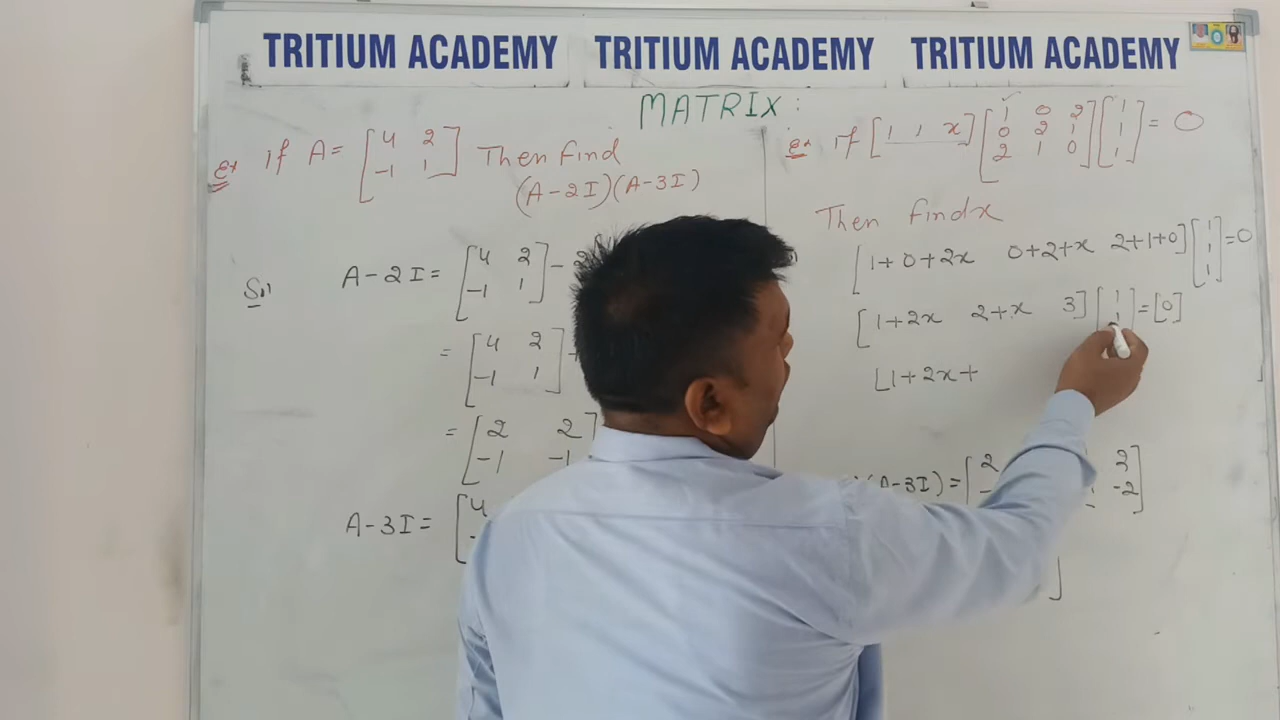 TRITIUM ACADEMY TRITIUM ACADEMY TRITIUM ACADEMY
MATRIX:
Ex If A = [4 2
-1 1] Then Find
(A-2I)(A-3I)
Sol
A-2I = [4 2
-1 1] - 2
= [4 2
-1 1] +
= [2 2
-1 -1]
A-3I = [4
Ex If [1 1 x] [1 0 2
0 2 1
2 1 0] [1
1
1] = 0
Then Find x
[1+0+2x 0+2+x 2+1+0] [1
1
1] = 0
[1+2x 2+x 3] [1
1
= [0]
[1+2x+
(A-3I) = [2
2
-2]